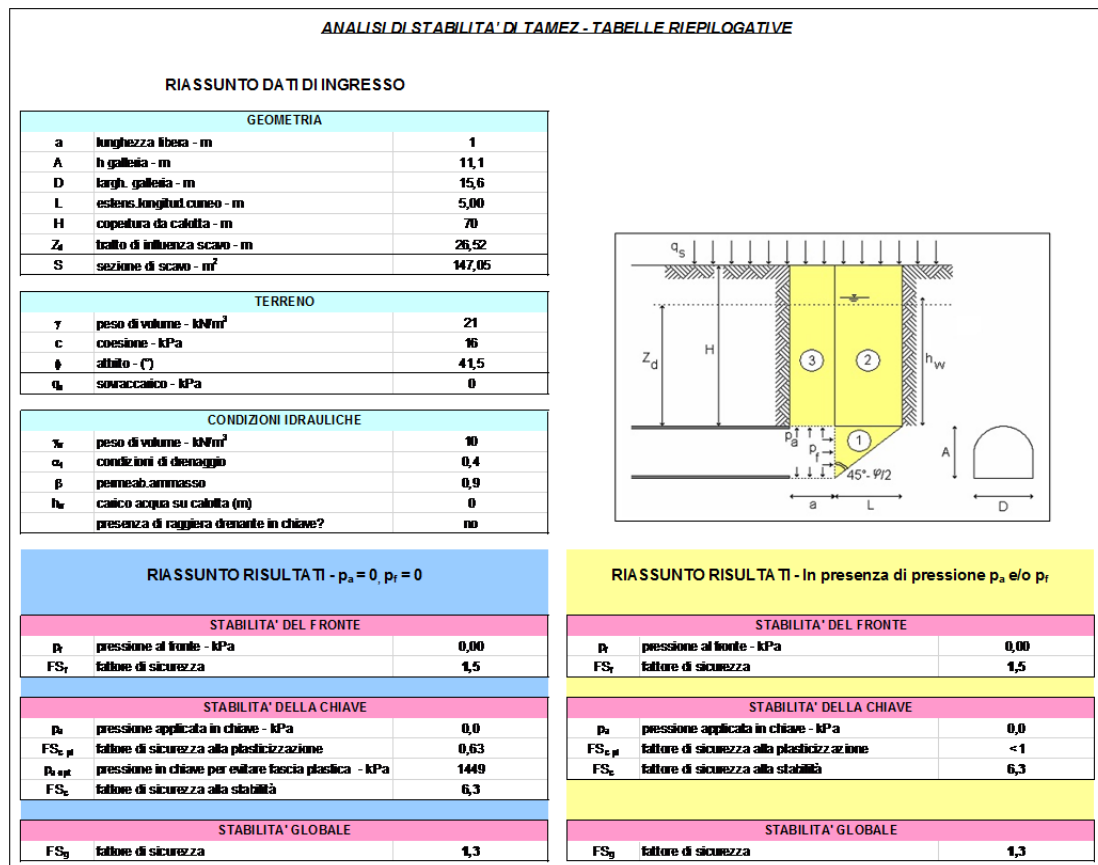 ANALISI DI STABILITA' DI TAMEZ - TABELLE RIEPILOGATIVE
RIASSUNTO DATI DI INGRESSO
GEOMETRIA
a lunghezza libera - m 1
A h galleria - m 11,1
D largh. galleria - m 15,6
L estens.longitud.cuneo - m 5,00
H copertura da calotta - m 70
Zd tratto di influenza scavo - m 26,52
S sezione di scavo - m² 147,05
TERRENO
γ peso di volume - kN/m³ 21
c coesione - kPa 16
ϕ attrito - (°) 41,5
qs sovraccarico - kPa 0
CONDIZIONI IDRAULICHE
γw peso di volume - kN/m³ 10
αf condizioni di drenaggio 0,4
β permeab.ammasso 0,9
hw carico acqua su calotta (m) 0
presenza di raggiera drenante in chiave? no
qs
Zd
H
3
2
hw
pa
pf
1
45°- φ/2
A
a
L
D
RIASSUNTO RISULTATI - pa = 0, pf = 0
STABILITA' DEL FRONTE
pf pressione al fronte - kPa 0,00
FSf fattore di sicurezza 1,5
STABILITA' DELLA CHIAVE
pa pressione applicata in chiave - kPa 0,0
FSc pl fattore di sicurezza alla plasticizzazione 0,63
pa opt pressione in chiave per evitare fascia plastica - kPa 1449
FSc fattore di sicurezza alla stabilità 6,3
STABILITA' GLOBALE
FSg fattore di sicurezza 1,3
RIASSUNTO RISULTATI - In presenza di pressione pa e/o pf
STABILITA' DEL FRONTE
pf pressione al fronte - kPa 0,00
FSf fattore di sicurezza 1,5
STABILITA' DELLA CHIAVE
pa pressione applicata in chiave - kPa 0,0
FSc pl fattore di sicurezza alla plasticizzazione <1
FSc fattore di sicurezza alla stabilità 6,3
STABILITA' GLOBALE
FSg fattore di sicurezza 1,3